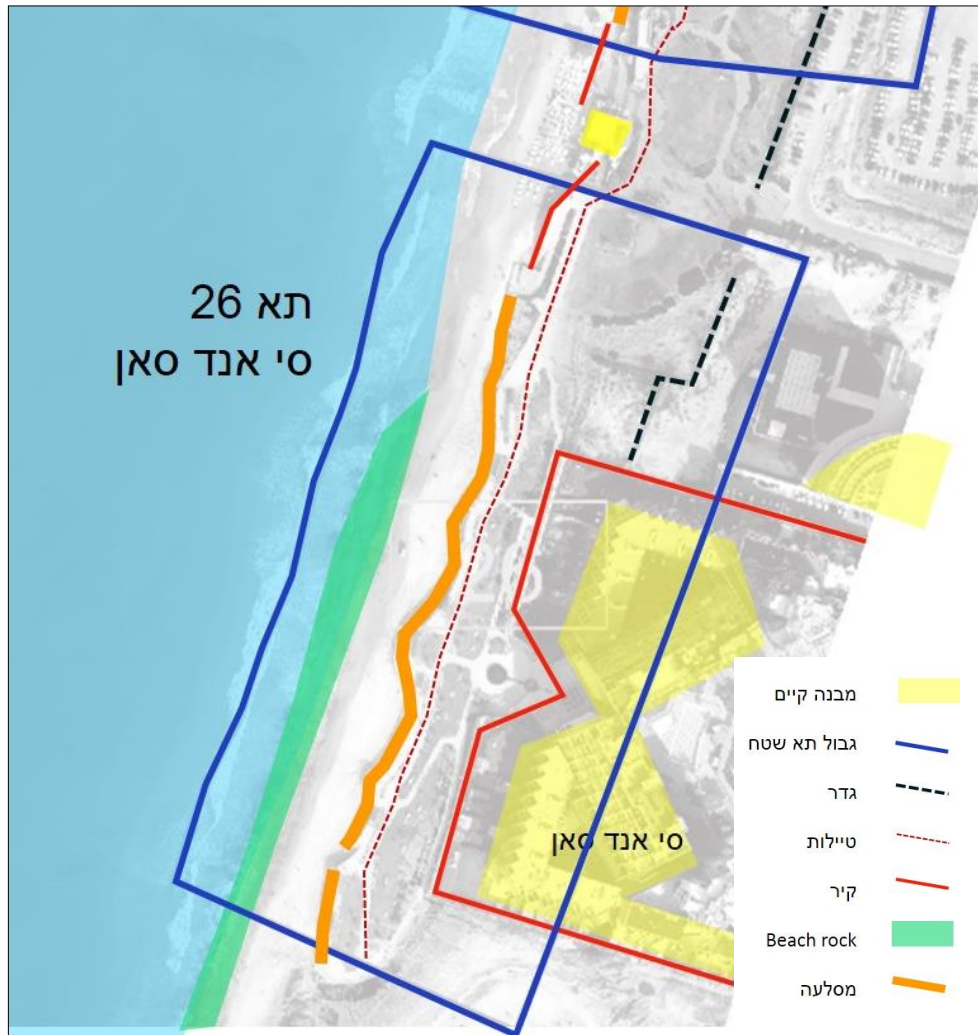 תא 26
סי אנד סאן
26
סי אנד סאן
מבנה קיים
גבול תא שטח
גדר
טיילות
קיר
Beach rock
מסלעה